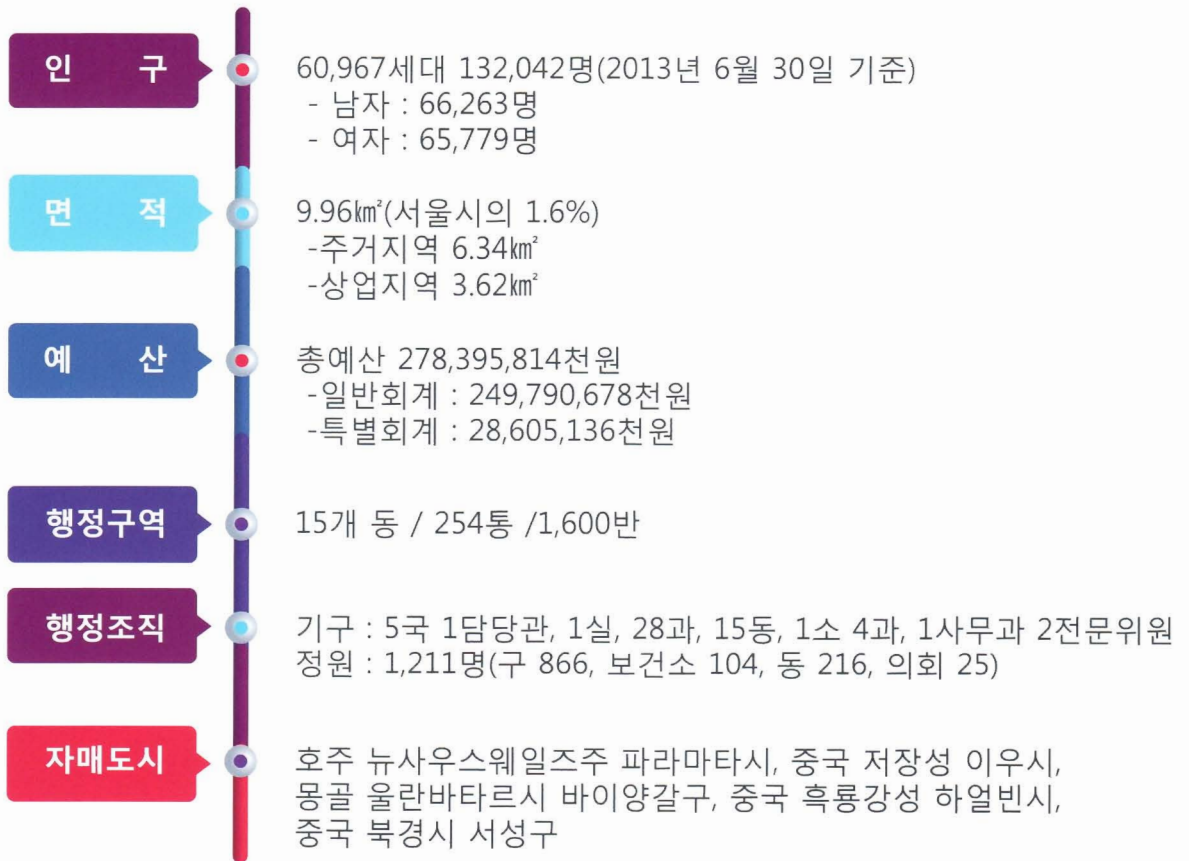 인 구
60,967세대 132,042명(2013년 6월 30일 기준)
- 남자 : 66,263명
- 여자 : 65,779명
면 적
9.96㎢(서울시의 1.6%)
-주거지역 6.34㎢
-상업지역 3.62㎢
예 산
총예산 278,395,814천원
-일반회계 : 249,790,678천원
-특별회계 : 28,605,136천원
행정구역
15개 동 / 254통 /1,600반
행정조직
기구 : 5국 1담당관, 1실, 28과, 15동, 1소 4과, 1사무과 2전문위원
정원 : 1,211명(구 866, 보건소 104, 동 216, 의회 25)
자매도시
호주 뉴사우스웨일즈주 파라마타시, 중국 저장성 이우시,
몽골 울란바타르시 바이양갈구, 중국 흑룡강성 하얼빈시,
중국 북경시 서성구